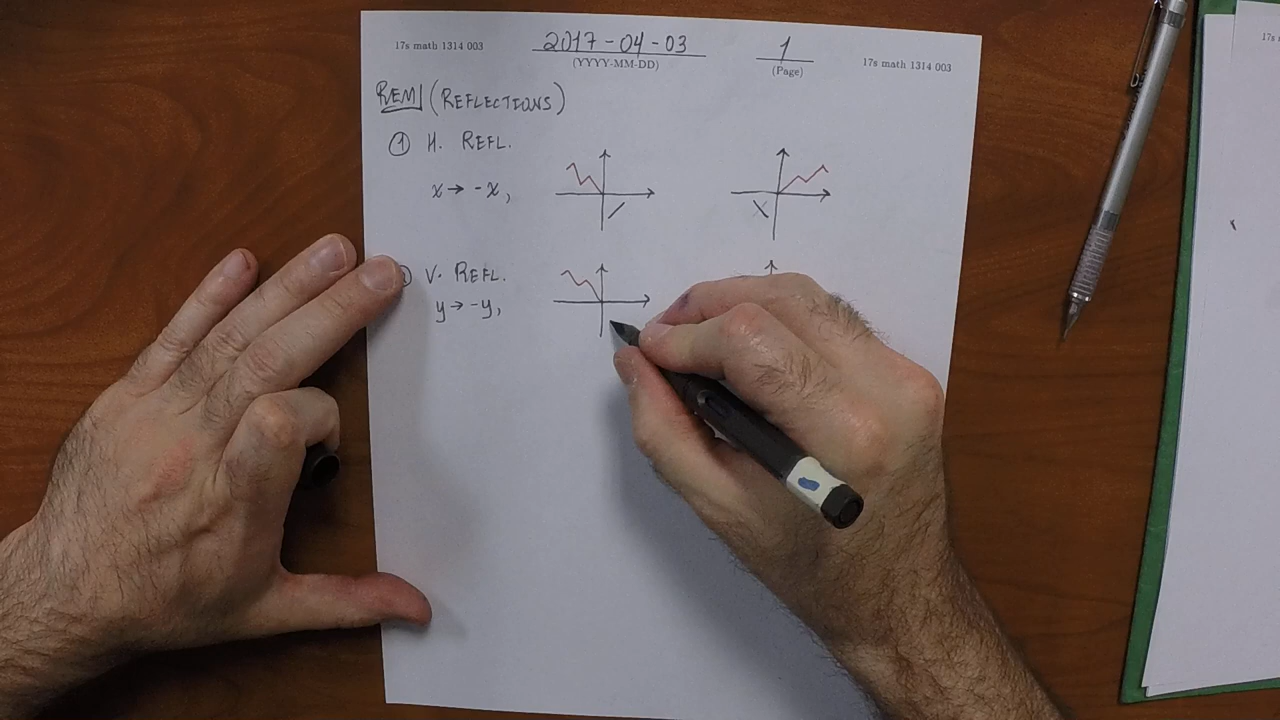 17s math 1314 003 2017-04-03 1 17s math 1314 003
(YYYY-MM-DD) (Page)
REM (REFLECTIONS)
① H. REFL.
x → -x,
V. REFL.
y → -y,
17s